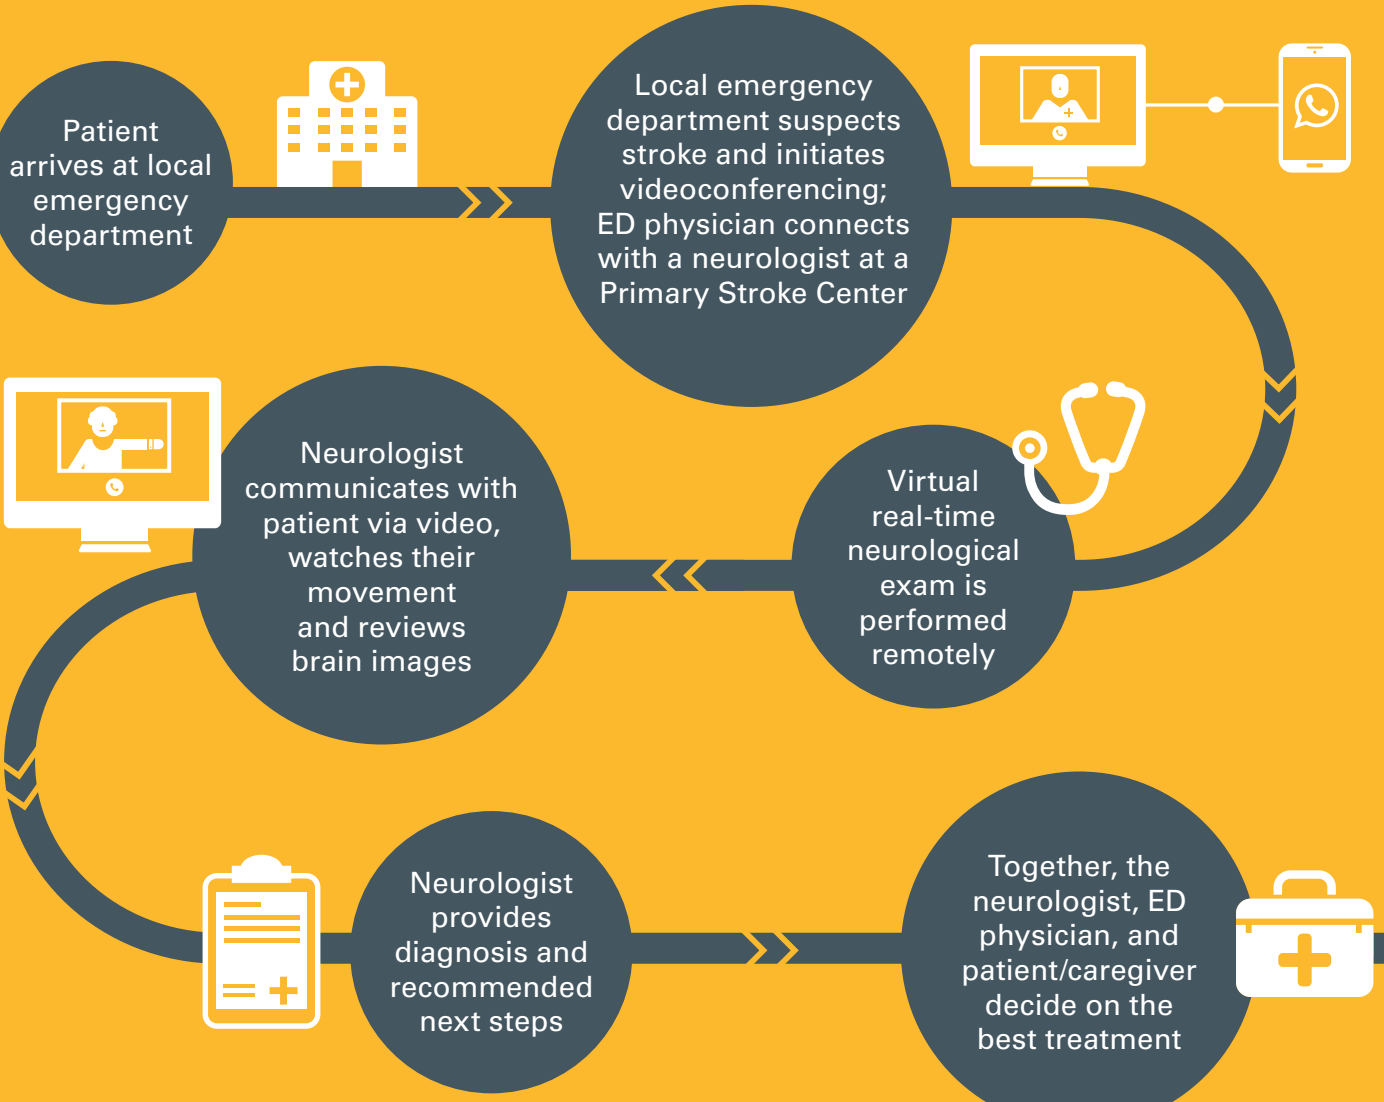 Patient
arrives at local
emergency
department
Local emergency
department suspects
stroke and initiates
videoconferencing;
ED physician connects
with a neurologist at a
Primary Stroke Center
Virtual
real-time
neurological
exam is
performed
remotely
Neurologist
communicates with
patient via video,
watches their
movement
and reviews
brain images
Neurologist
provides
diagnosis and
recommended
next steps
Together, the
neurologist, ED
physician, and
patient/caregiver
decide on the
best treatment